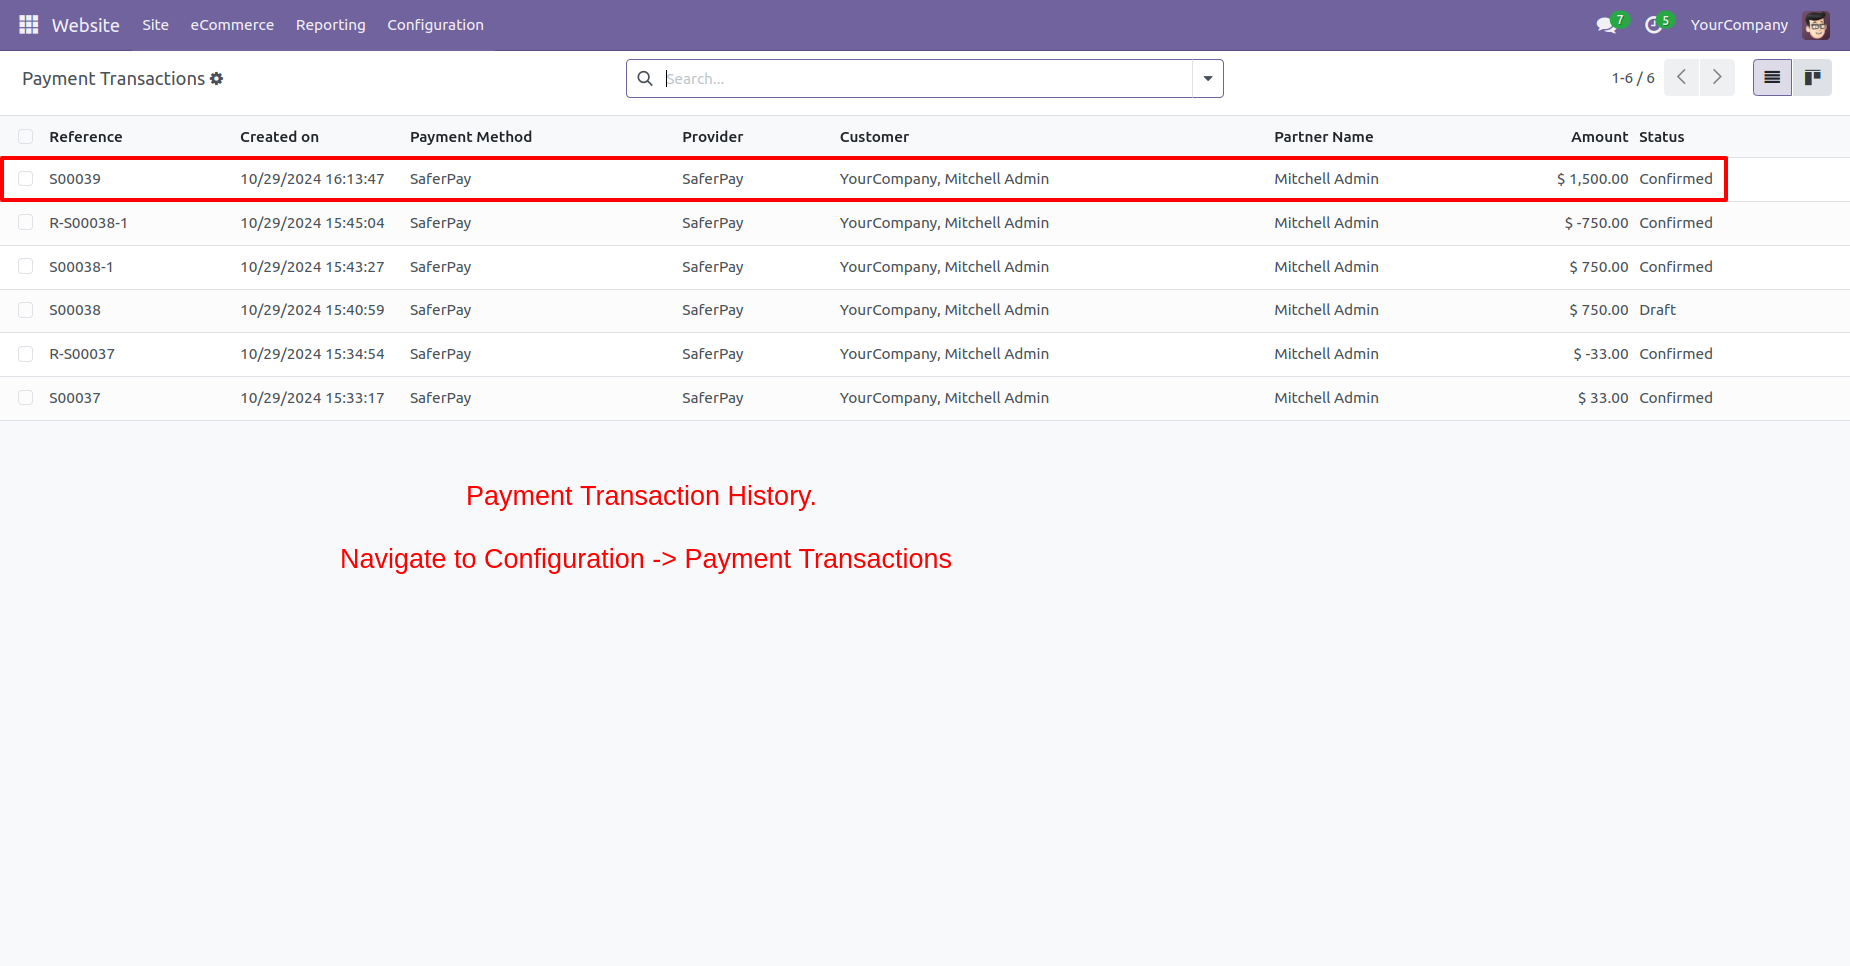 Website Site eCommerce Reporting Configuration 7 5 YourCompany
Payment Transactions Search... 1-6 / 6
Reference Created on Payment Method Provider Customer Partner Name Amount Status
S00039 10/29/2024 16:13:47 SaferPay SaferPay YourCompany, Mitchell Admin Mitchell Admin $ 1,500.00 Confirmed
R-S00038-1 10/29/2024 15:45:04 SaferPay SaferPay YourCompany, Mitchell Admin Mitchell Admin $ -750.00 Confirmed
S00038-1 10/29/2024 15:43:27 SaferPay SaferPay YourCompany, Mitchell Admin Mitchell Admin $ 750.00 Confirmed
S00038 10/29/2024 15:40:59 SaferPay SaferPay YourCompany, Mitchell Admin Mitchell Admin $ 750.00 Draft
R-S00037 10/29/2024 15:34:54 SaferPay SaferPay YourCompany, Mitchell Admin Mitchell Admin $ -33.00 Confirmed
S00037 10/29/2024 15:33:17 SaferPay SaferPay YourCompany, Mitchell Admin Mitchell Admin $ 33.00 Confirmed
Payment Transaction History.
Navigate to Configuration -> Payment Transactions